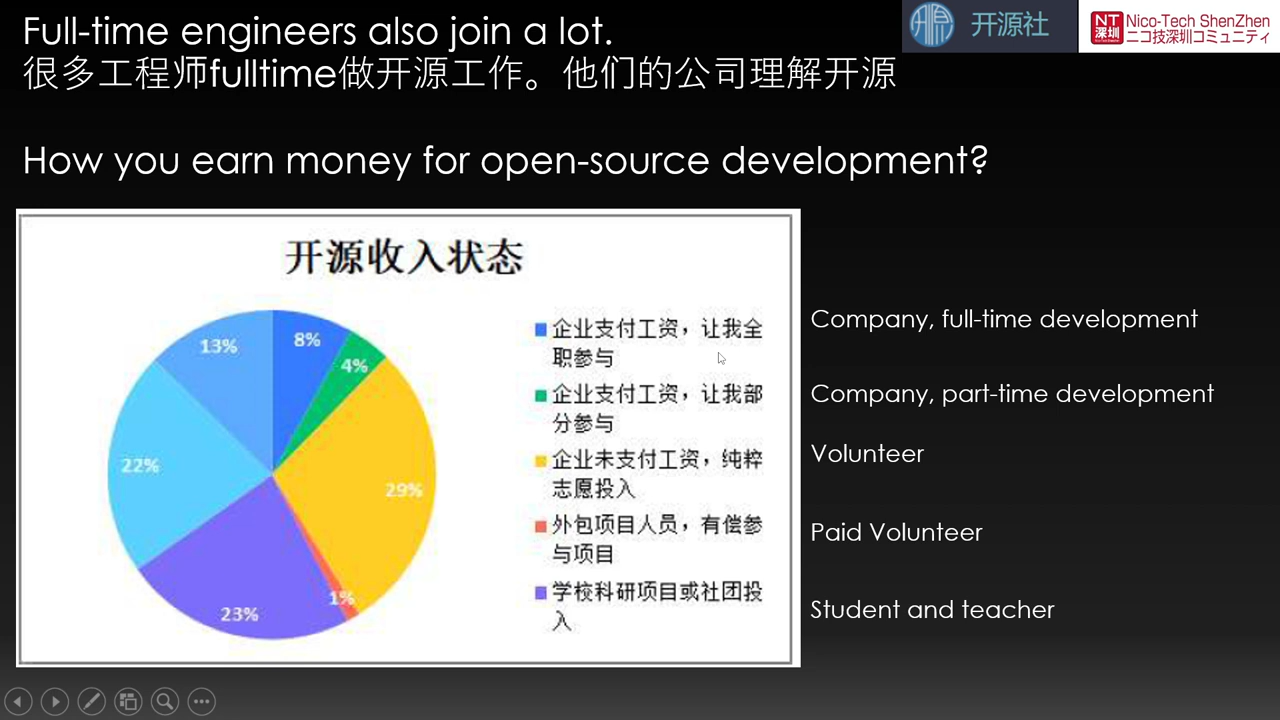 Full-time engineers also join a lot.
很多工程师fulltime做开源工作。他们的公司理解开源
开源社
NT
深圳
Nico-Tech ShenZhen
ニコ技深圳コミュニティ
How you earn money for open-source development?
开源收入状态
8%
4%
29%
1%
23%
22%
13%
企业支付工资，让我全
职参与
企业支付工资，让我部
分参与
企业未支付工资，纯粹
志愿投入
外包项目人员，有偿参
与项目
学校科研项目或社团投
入
Company, full-time development
Company, part-time development
Volunteer
Paid Volunteer
Student and teacher